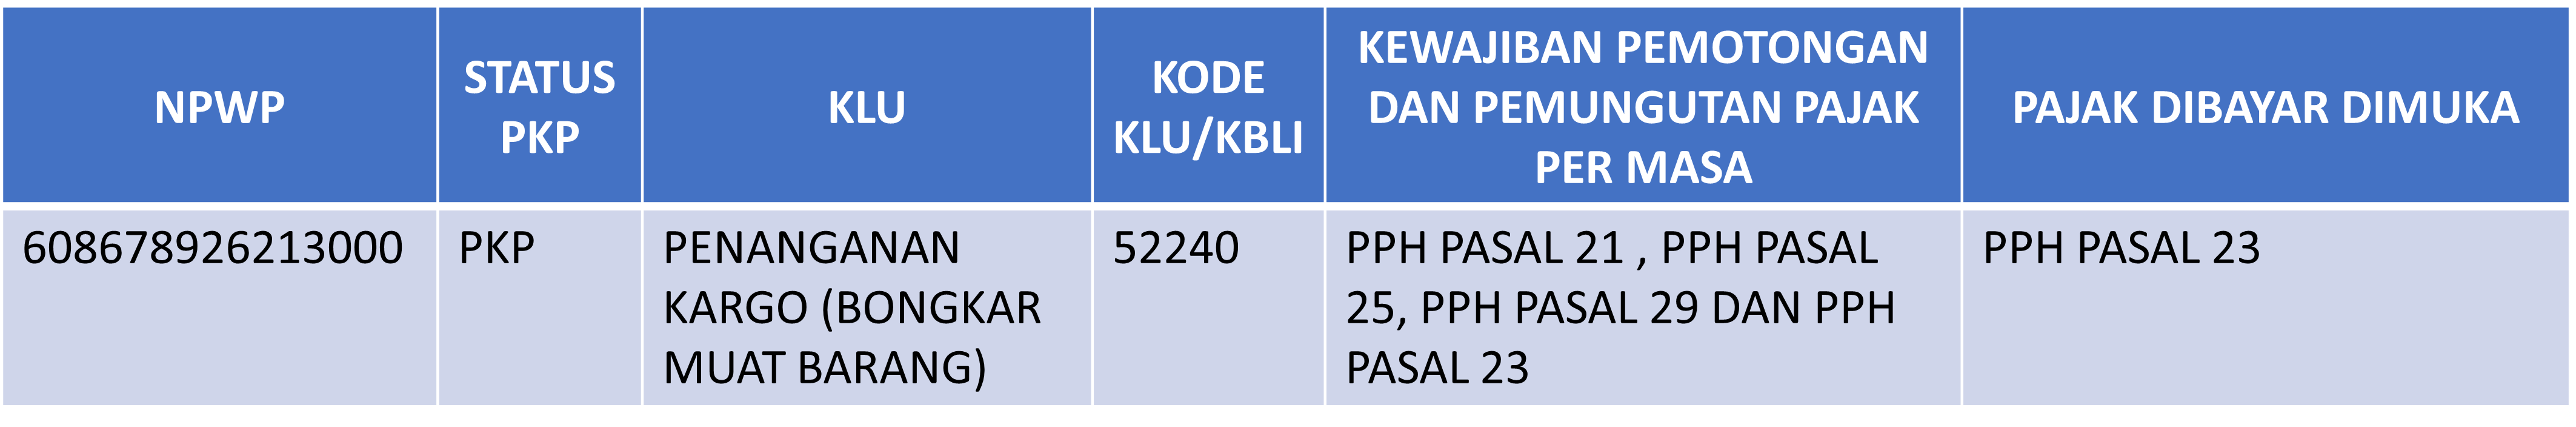 NPWP
STATUS
PKP
KLU
KODE
KLU/KBLI
KEWAJIBAN PEMOTONGAN
DAN PEMUNGUTAN PAJAK
PER MASA
PAJAK DIBAYAR DIMUKA
608678926213000
PKP
PENANGANAN
KARGO (BONGKAR
MUAT BARANG)
52240
PPH PASAL 21 , PPH PASAL
25, PPH PASAL 29 DAN PPH
PASAL 23
PPH PASAL 23